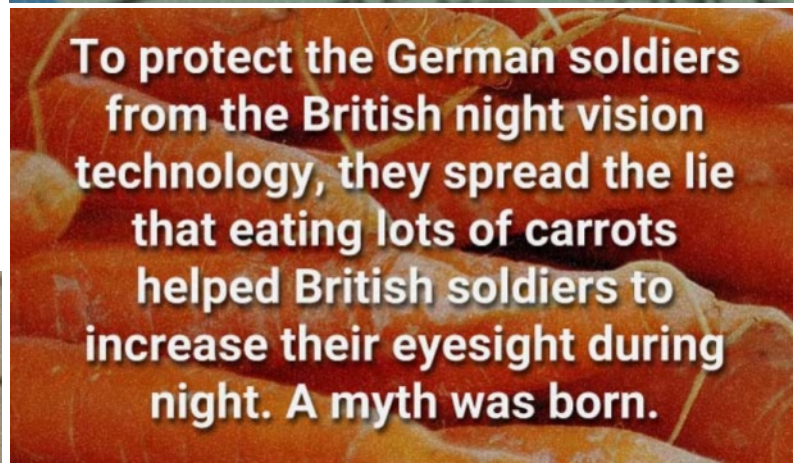 To protect the German soldiers
from the British night vision
technology, they spread the lie
that eating lots of carrots
helped British soldiers to
increase their eyesight during
night. A myth was born.